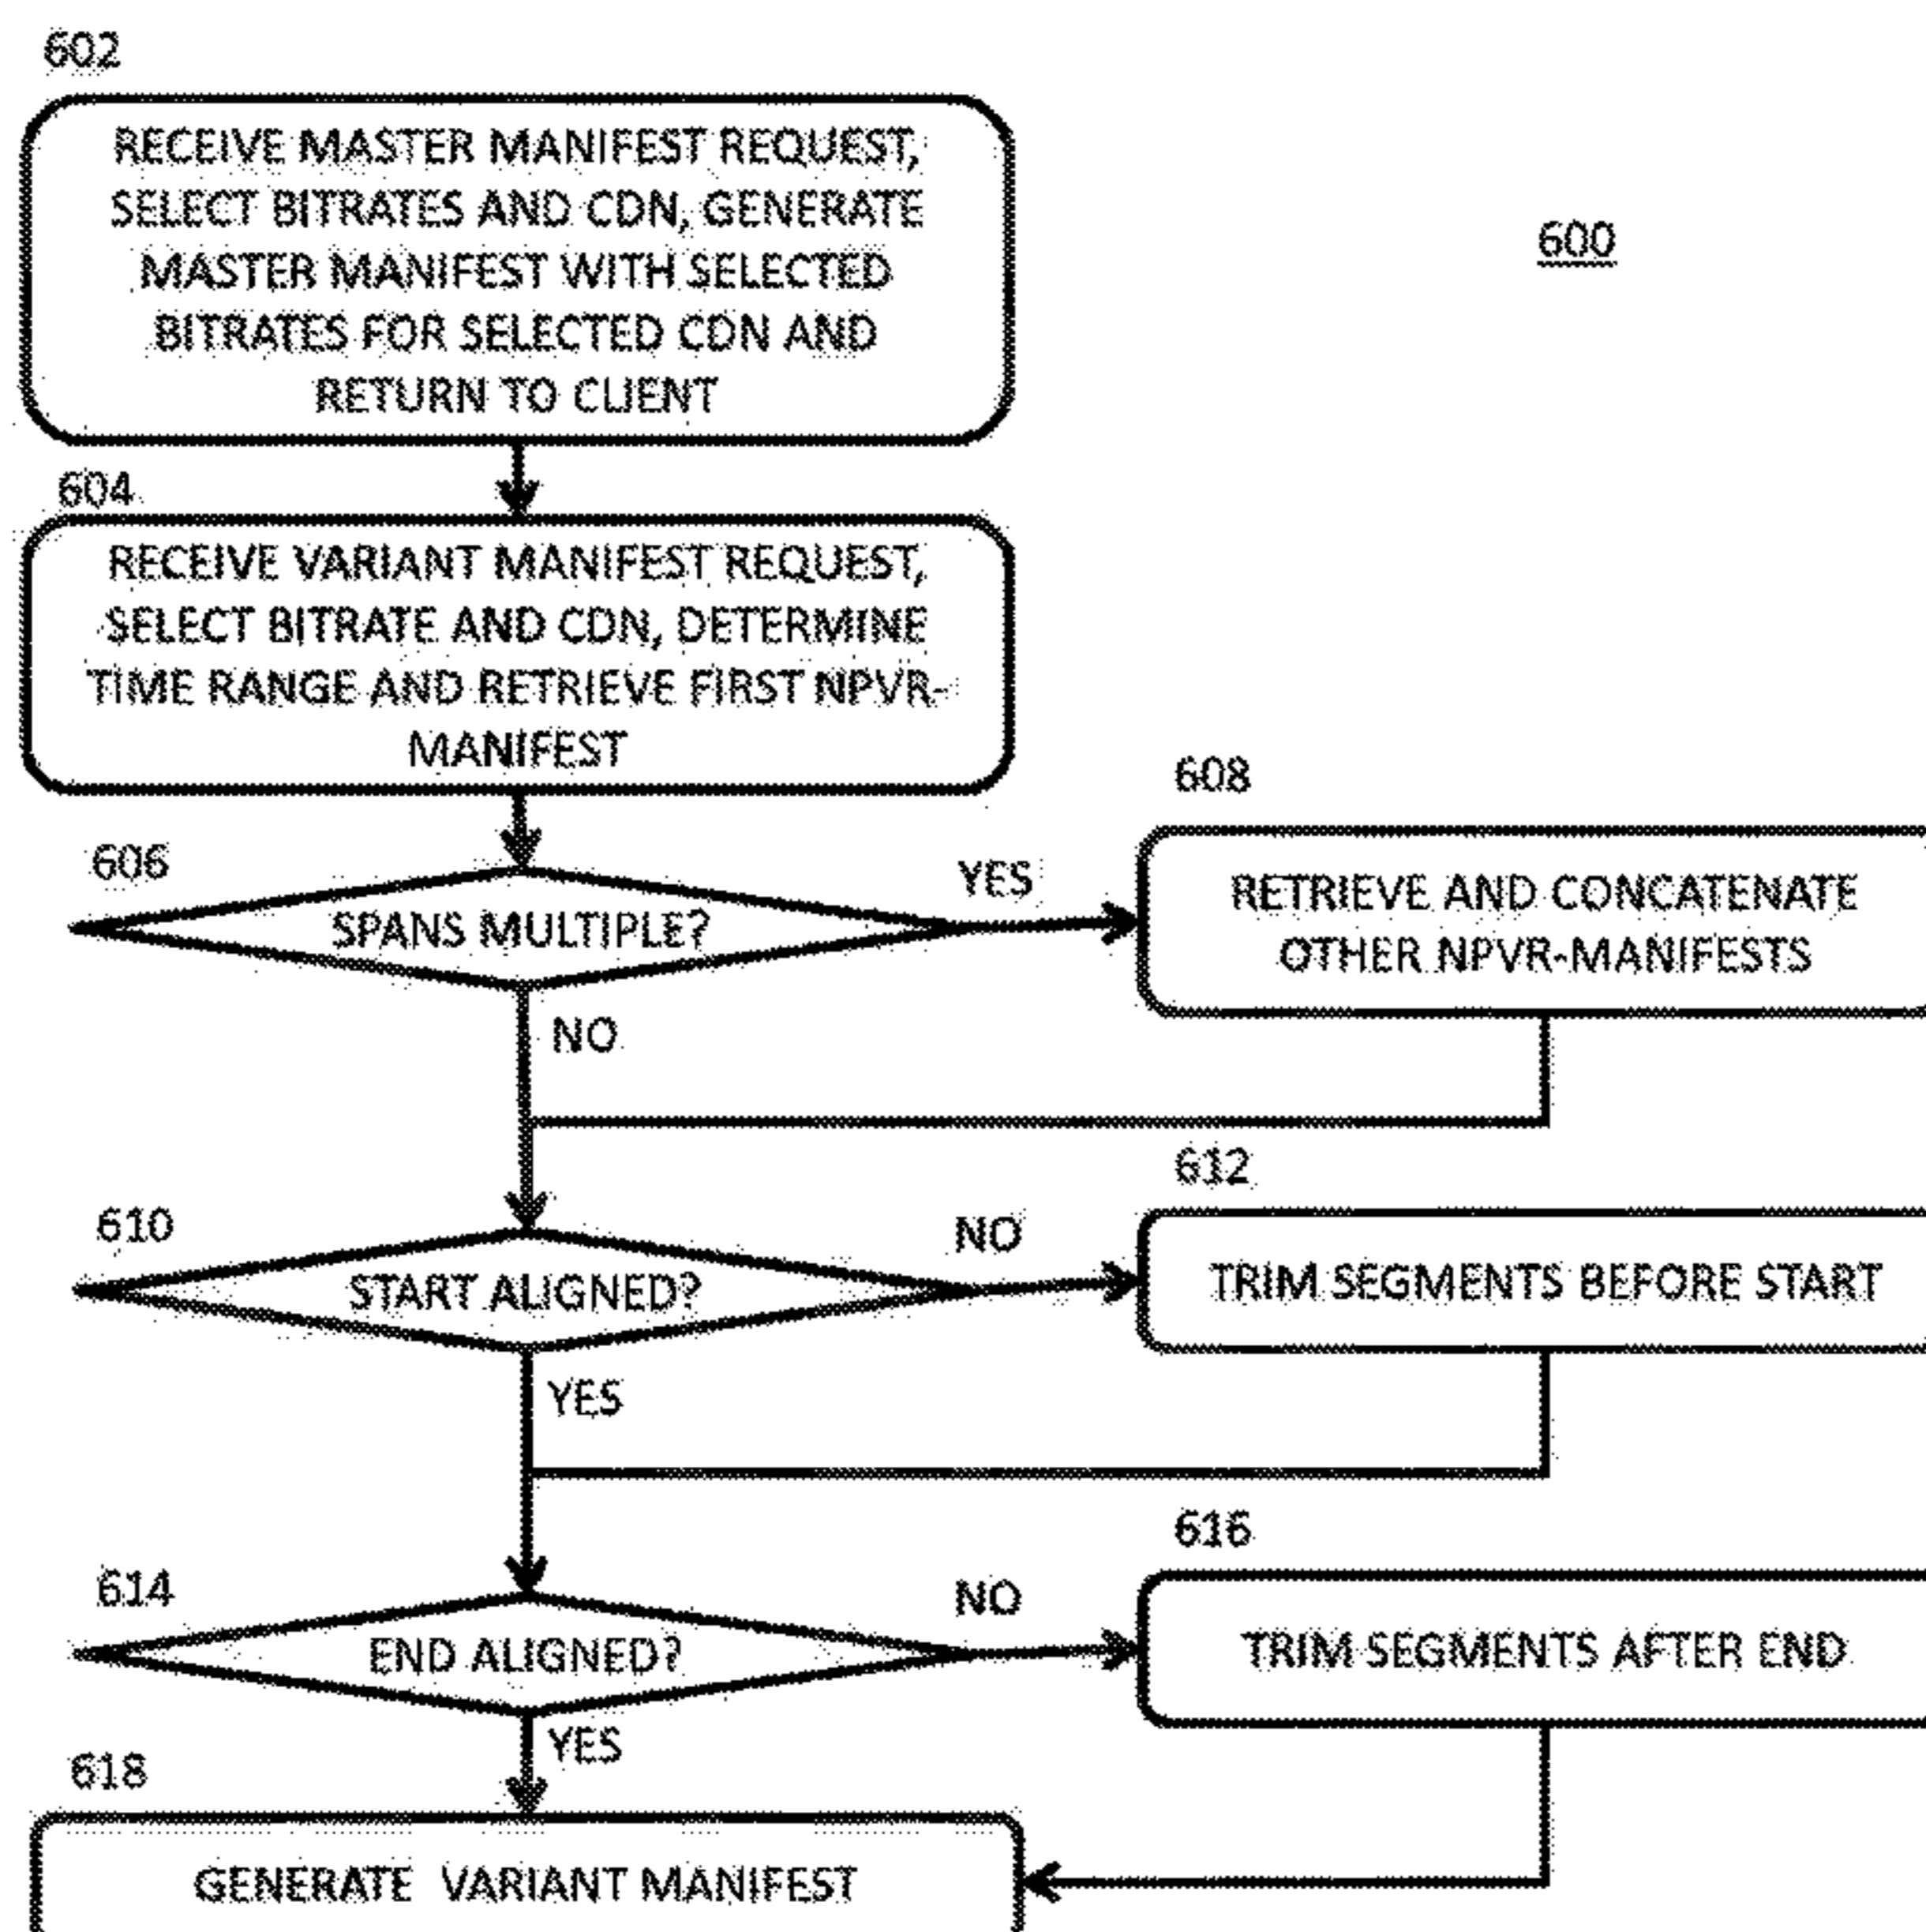 602
RECEIVE MASTER MANIFEST REQUEST,
SELECT BITRATES AND CDN, GENERATE
MASTER MANIFEST WITH SELECTED
BITRATES FOR SELECTED CDN AND
RETURN TO CLIENT
600
604
RECEIVE VARIANT MANIFEST REQUEST,
SELECT BITRATE AND CDN, DETERMINE
TIME RANGE AND RETRIEVE FIRST NPVR-
MANIFEST
606
SPANS MULTIPLE?
YES
NO
608
RETRIEVE AND CONCATENATE
OTHER NPVR-MANIFESTS
610
START ALIGNED?
NO
YES
612
TRIM SEGMENTS BEFORE START
614
END ALIGNED?
NO
YES
616
TRIM SEGMENTS AFTER END
618
GENERATE VARIANT MANIFEST